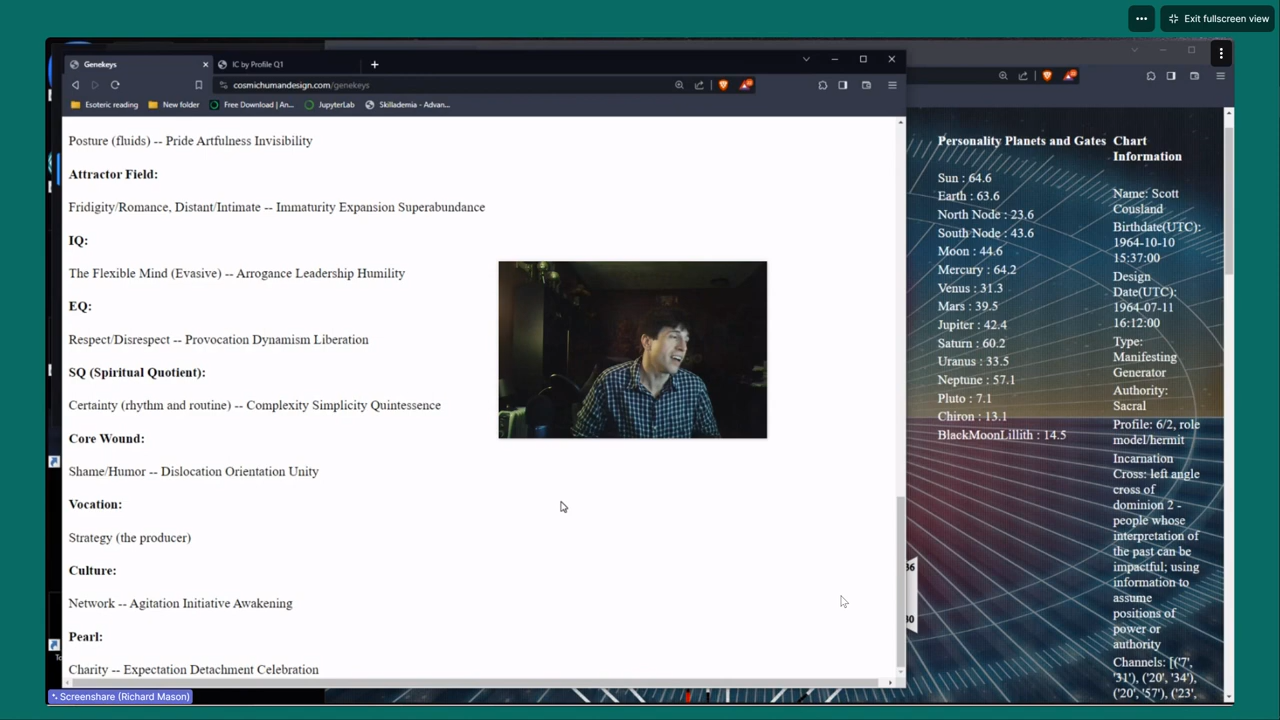 Exit fullscreen view
Genekeys
IC by Profile Q1
cosmichumandesign.com/genekeys
Esoteric reading
New folder
Free Download | An...
JupyterLab
Skillademia - Advan...
Posture (fluids) -- Pride Artfulness Invisibility
Attractor Field:
Fridigity/Romance, Distant/Intimate -- Immaturity Expansion Superabundance
IQ:
The Flexible Mind (Evasive) -- Arrogance Leadership Humility
EQ:
Respect/Disrespect -- Provocation Dynamism Liberation
SQ (Spiritual Quotient):
Certainty (rhythm and routine) -- Complexity Simplicity Quintessence
Core Wound:
Shame/Humor -- Dislocation Orientation Unity
Vocation:
Strategy (the producer)
Culture:
Network -- Agitation Initiative Awakening
Pearl:
Charity -- Expectation Detachment Celebration
Screenshare (Richard Mason)
36
30
Personality Planets and Gates
Sun : 64.6
Earth : 63.6
North Node : 23.6
South Node : 43.6
Moon : 44.6
Mercury : 64.2
Venus : 31.3
Mars : 39.5
Jupiter : 42.4
Saturn : 60.2
Uranus : 33.5
Neptune : 57.1
Pluto : 7.1
Chiron : 13.1
BlackMoonLillith : 14.5
Chart
Information
Name: Scott
Cousland
Birthdate(UTC):
1964-10-10
15:37:00
Design
Date(UTC):
1964-07-11
16:12:00
Type:
Manifesting
Generator
Authority:
Sacral
Profile: 6/2, role
model/hermit
Incarnation
Cross: left angle
cross of
dominion 2 -
people whose
interpretation of
the past can be
impactful; using
information to
assume
positions of
power or
authority
Channels: [('7',
'31'), ('20', '34'),
('20', '57'), ('23',